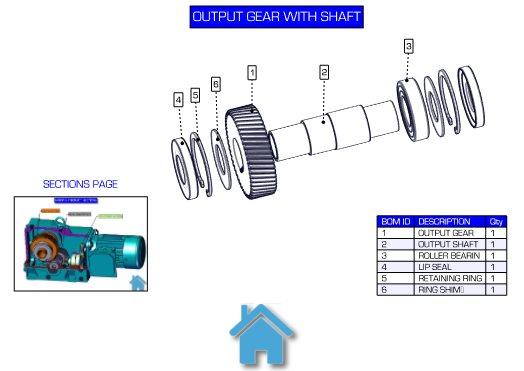 OUTPUT GEAR WITH SHAFT
3
1
2
6
5
4
SECTIONS PAGE
BOM ID DESCRIPTION Qty
1 OUTPUT GEAR 1
2 OUTPUT SHAFT 1
3 ROLLER BEARIN 1
4 LIP SEAL 1
5 RETAINING RING 1
6 RING SHIM 1